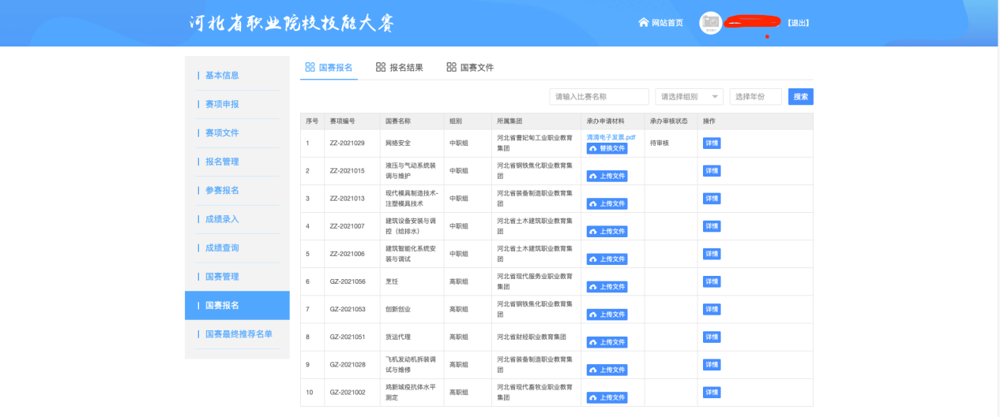 河北省职业院校技能大赛
网站首页
【退出】
基本信息
赛项申报
赛项文件
报名管理
参赛报名
成绩录入
成绩查询
国赛管理
国赛报名
国赛最终推荐名单
国赛报名 报名结果 国赛文件
请输入比赛名称 请选择组别 选择年份 搜索
序号 赛项编号 国赛名称 组别 所属集团 承办申请材料 承办审核状态 操作
1 ZZ-2021029 网络安全 中职组 河北省曹妃甸工业职业教育
集团 滴滴电子发票.pdf
替换文件 待审核 详情
2 ZZ-2021015 液压与气动系统装
调与维护 中职组 河北省钢铁焦化职业教育集
团 上传文件 详情
3 ZZ-2021013 现代模具制造技术-
注塑模具技术 中职组 河北省装备制造职业教育集
团 上传文件 详情
4 ZZ-2021007 建筑设备安装与调
控（给排水） 中职组 河北省土木建筑职业教育集
团 上传文件 详情
5 ZZ-2021006 建筑智能化系统安
装与调试 中职组 河北省土木建筑职业教育集
团 上传文件 详情
6 GZ-2021056 烹饪 高职组 河北省现代服务业职业教育
集团 上传文件 详情
7 GZ-2021053 创新创业 高职组 河北省钢铁焦化职业教育集
团 上传文件 详情
8 GZ-2021051 货运代理 高职组 河北省财经职业教育集团 上传文件 详情
9 GZ-2021028 飞机发动机拆装调
试与维修 高职组 河北省装备制造职业教育集
团 上传文件 详情
10 GZ-2021002 鸡新城疫抗体水平
测定 高职组 河北省现代畜牧业职业教育
集团 上传文件 详情